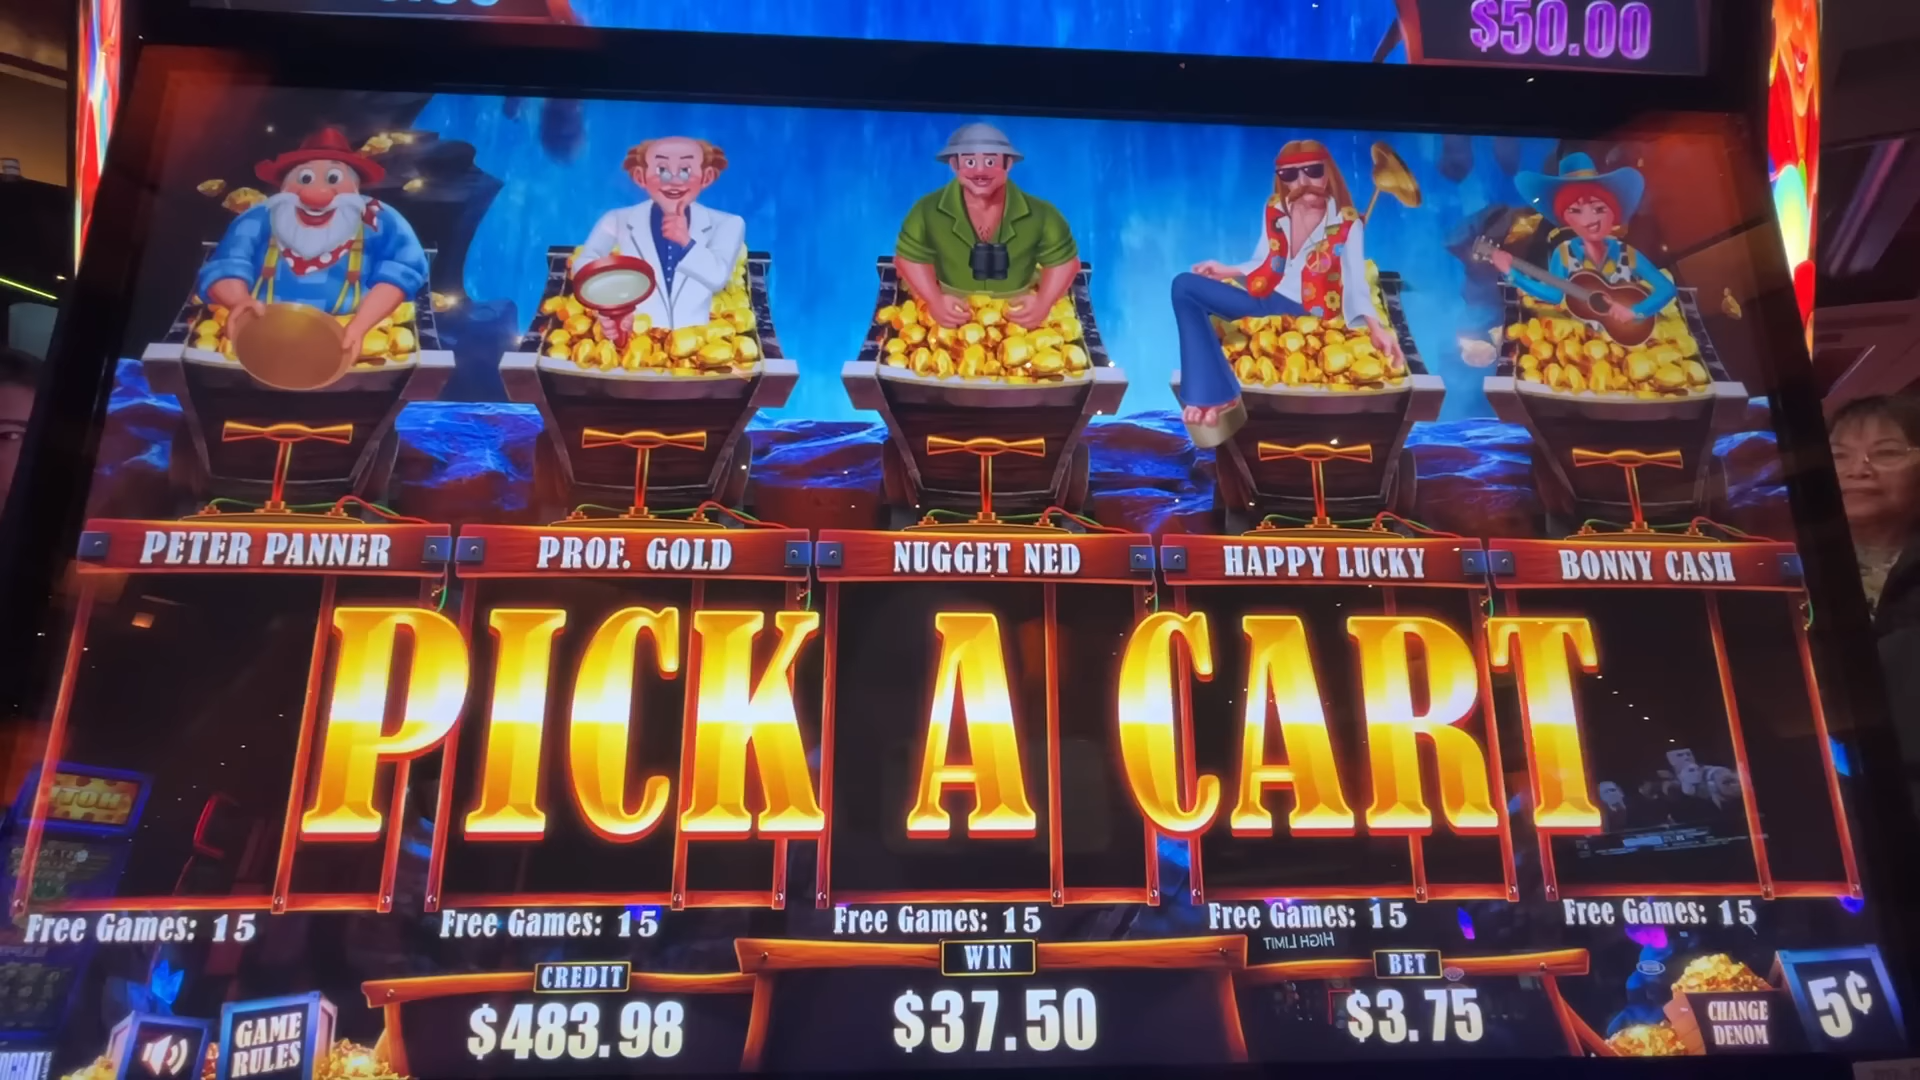 $50.00
PETER PANNER
PROF. GOLD
NUGGET NED
HAPPY LUCKY
BONNY CASH
PICK A CART
Free Games: 15
Free Games: 15
Free Games: 15
Free Games: 15
Free Games: 15
HIGH LIMIT
CREDIT
$483.98
WIN
$37.50
BET
$3.75
GAME
RULES
CHANGE
DENOM
5¢